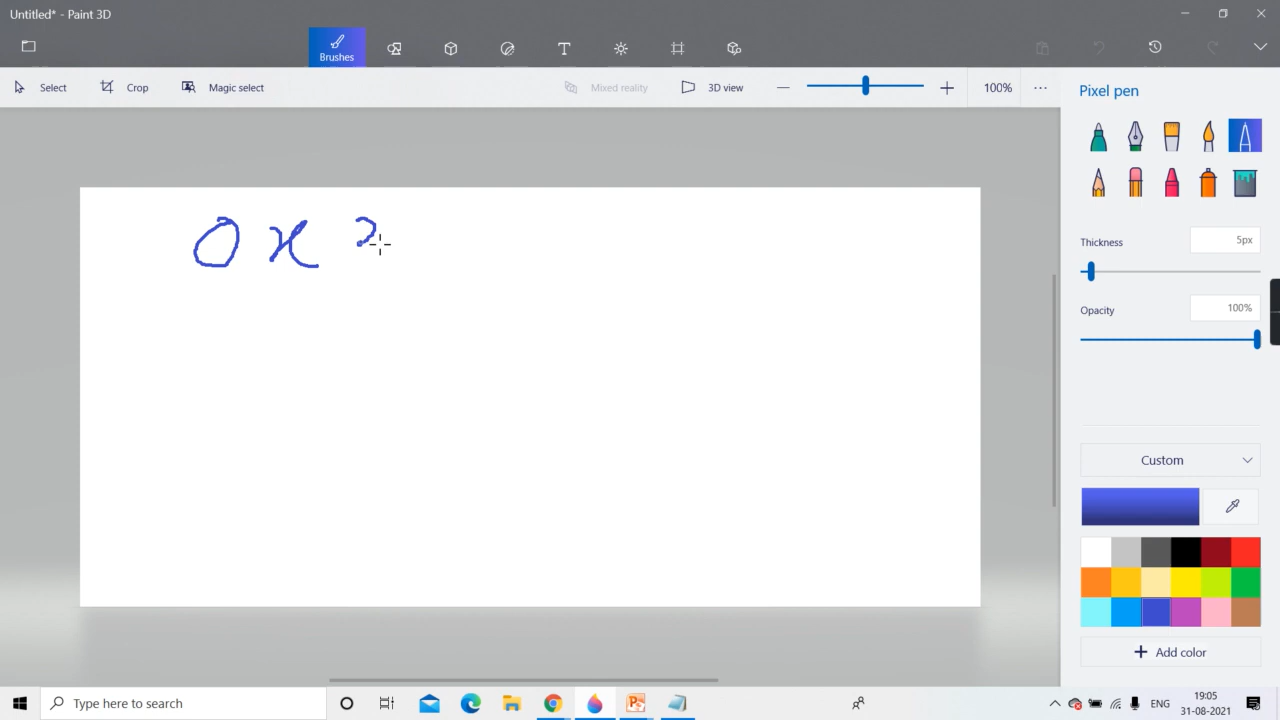 Untitled* - Paint 3D
Brushes
Select Crop Magic select Mixed reality 3D view 100%
Pixel pen
Thickness 5px
Opacity 100%
Custom
Add color
0 x
Type here to search
ENG 19:05
31-08-2021